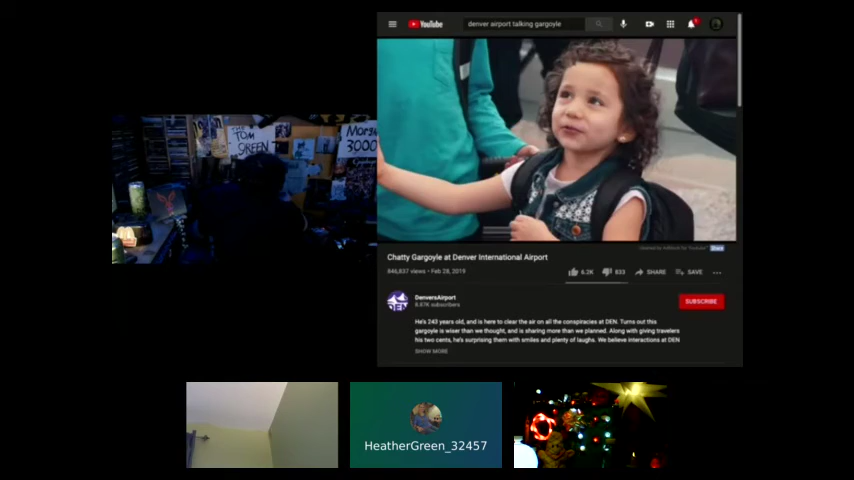 YouTube
denver airport talking gargoyle
THE
TOM
GREEN
3000
Chatty Gargoyle at Denver International Airport
846,837 views • Feb 28, 2019
6.2K
833
SHARE
SAVE
DenversAirport
8.87K subscribers
SUBSCRIBE
He's 243 years old, and is here to clear the air on all the conspiracies at DEN. Turns out this
gargoyle is wiser than we thought, and is sharing more than we planned. Along with giving travelers
his two cents, he's surprising them with smiles and plenty of laughs. We believe interactions at DEN
SHOW MORE
HeatherGreen_32457